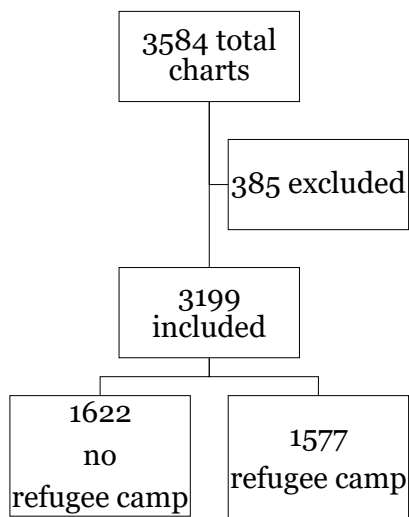 3584 total
charts
385 excluded
3199
included
1622
no
refugee camp
1577
refugee camp